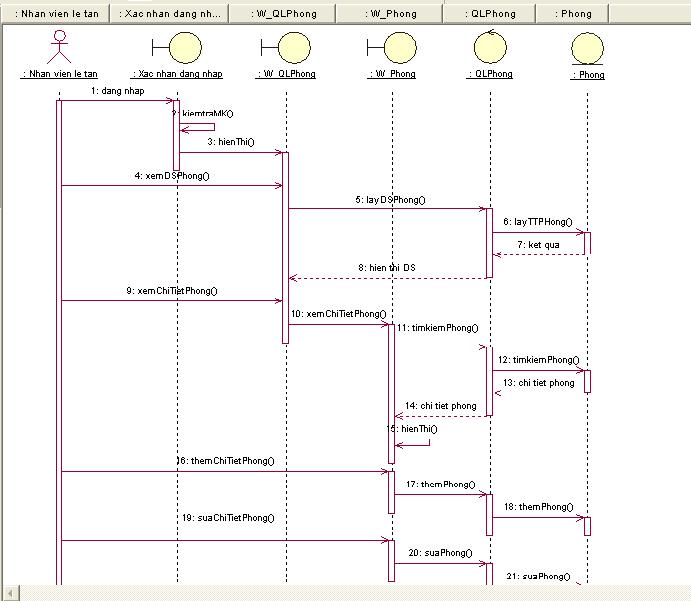 : Nhan vien le tan
: Xac nhan dang nh...
: W_QLPhong
: W_Phong
: QLPhong
: Phong
: Nhan vien le tan
: Xac nhan dang nhap
: W_QLPhong
: W_Phong
: QLPhong
: Phong
1: dang nhap
2: kiemtraMK()
3: hienThi()
4: xemDSPhong()
5: layDSPhong()
6: layTTPHong()
7: ket qua
8: hien thi DS
9: xemChiTietPhong()
10: xemChiTietPhong()
11: timkiemPhong()
12: timkiemPhong()
13: chi tiet phong
14: chi tiet phong
15: hienThi()
16: themChiTietPhong()
17: themPhong()
18: themPhong()
19: suaChiTietPhong()
20: suaPhong()
21: suaPhong()